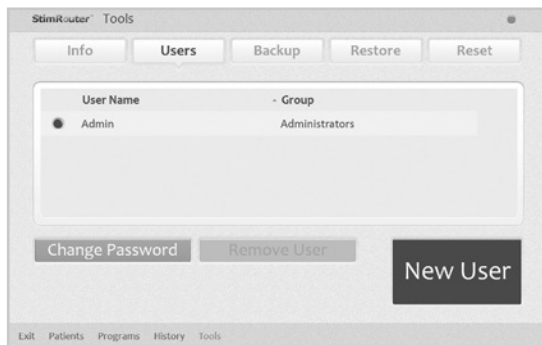 StimRouter™ Tools
Info Users Backup Restore Reset
User Name - Group
Admin Administrators
Change Password Remove User
New User
Exit Patients Programs History Tools